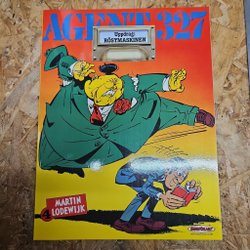 AGENT 327
Uppdrag:
RÖSTMASKINEN
MARTIN
LODEWIJK